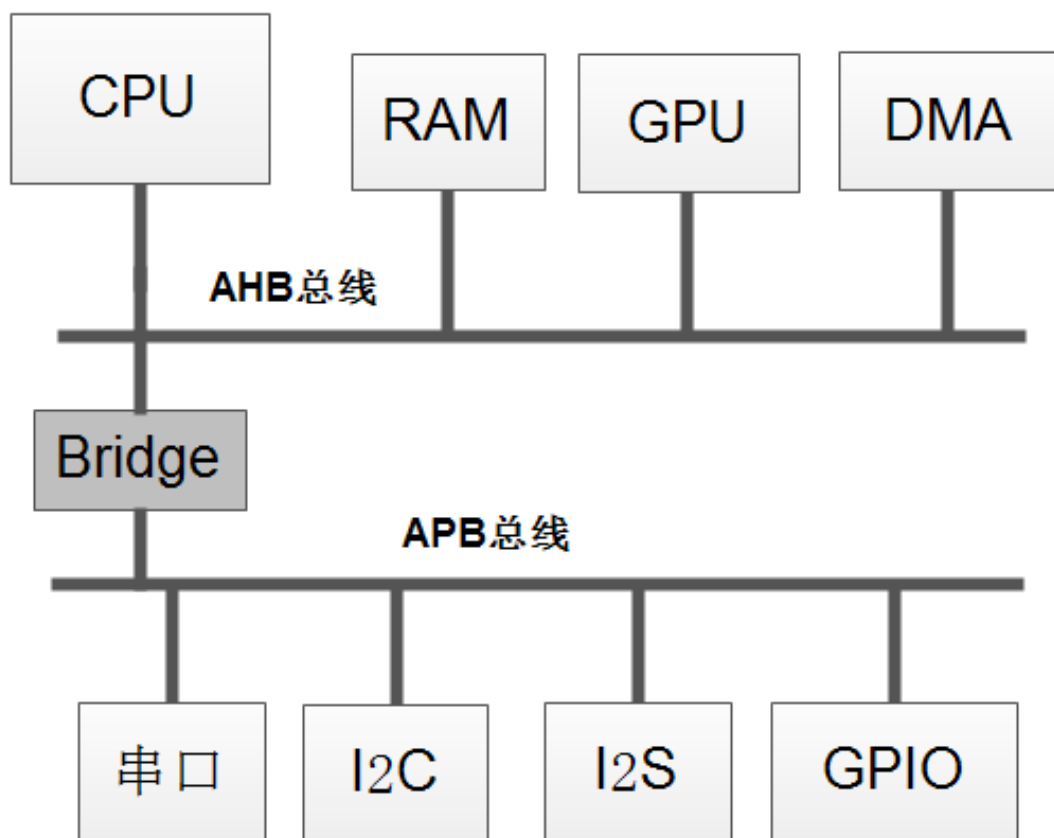 CPU
RAM
GPU
DMA
AHB总线
Bridge
APB总线
串口
I2C
I2S
GPIO